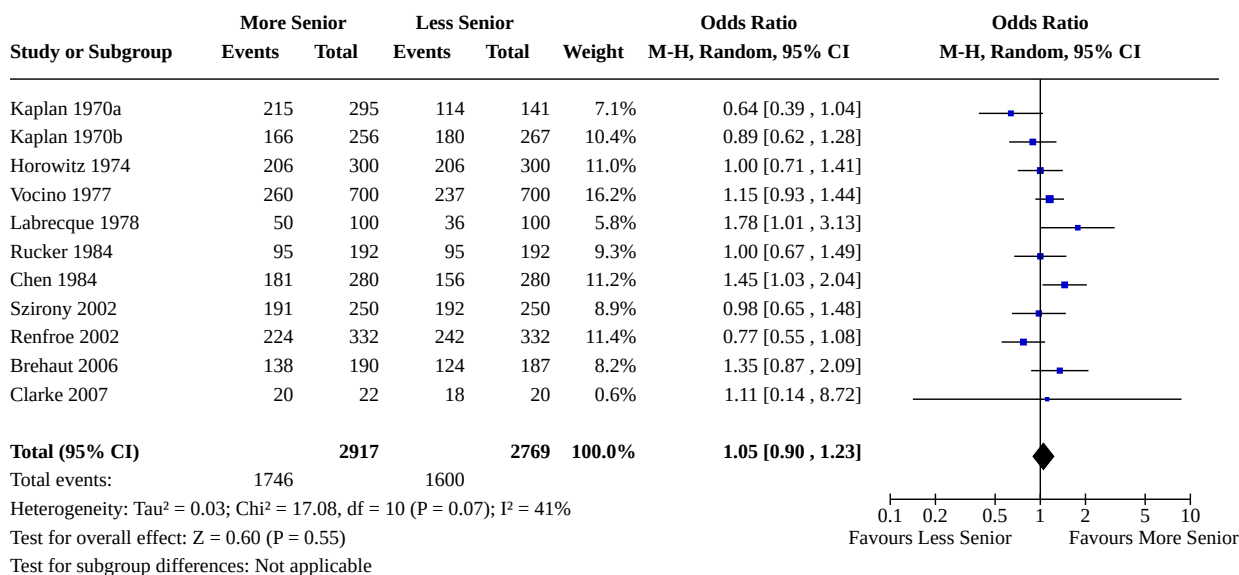 More Senior Less Senior Odds Ratio Odds Ratio
Study or Subgroup Events Total Events Total Weight M-H, Random, 95% CI M-H, Random, 95% CI
Kaplan 1970a 215 295 114 141 7.1% 0.64 [0.39 , 1.04]
Kaplan 1970b 166 256 180 267 10.4% 0.89 [0.62 , 1.28]
Horowitz 1974 206 300 206 300 11.0% 1.00 [0.71 , 1.41]
Vocino 1977 260 700 237 700 16.2% 1.15 [0.93 , 1.44]
Labrecque 1978 50 100 36 100 5.8% 1.78 [1.01 , 3.13]
Rucker 1984 95 192 95 192 9.3% 1.00 [0.67 , 1.49]
Chen 1984 181 280 156 280 11.2% 1.45 [1.03 , 2.04]
Szirony 2002 191 250 192 250 8.9% 0.98 [0.65 , 1.48]
Renfroe 2002 224 332 242 332 11.4% 0.77 [0.55 , 1.08]
Brehaut 2006 138 190 124 187 8.2% 1.35 [0.87 , 2.09]
Clarke 2007 20 22 18 20 0.6% 1.11 [0.14 , 8.72]
Total (95% CI) 2917 2769 100.0% 1.05 [0.90 , 1.23]
Total events: 1746 1600
Heterogeneity: Tau² = 0.03; Chi² = 17.08, df = 10 (P = 0.07); I² = 41%
0.1 0.2 0.5 1 2 5 10
Test for overall effect: Z = 0.60 (P = 0.55)
Favours Less Senior Favours More Senior
Test for subgroup differences: Not applicable